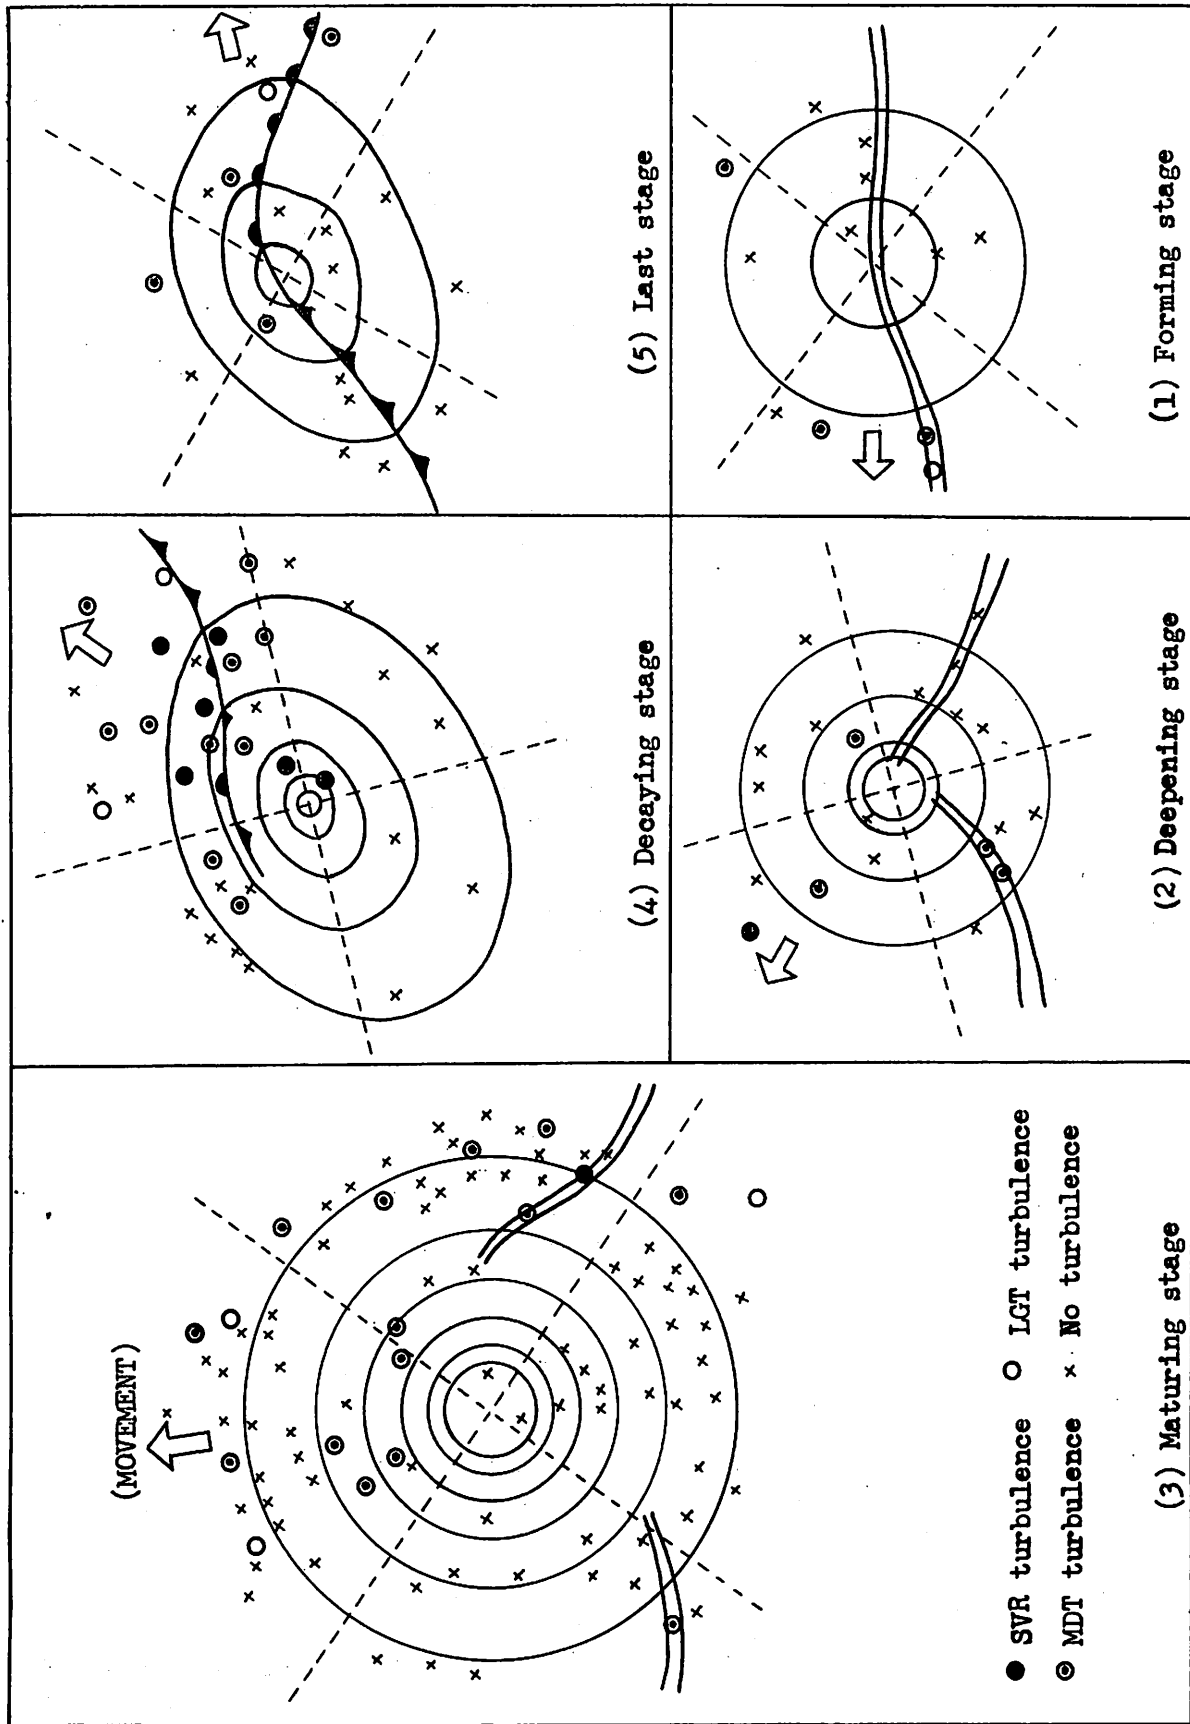 (5) Last stage
(1) Forming stage
(4) Decaying stage
(2) Deepening stage
(MOVEMENT)
SVR turbulence
LGT turbulence
MDT turbulence
No turbulence
(3) Maturing stage